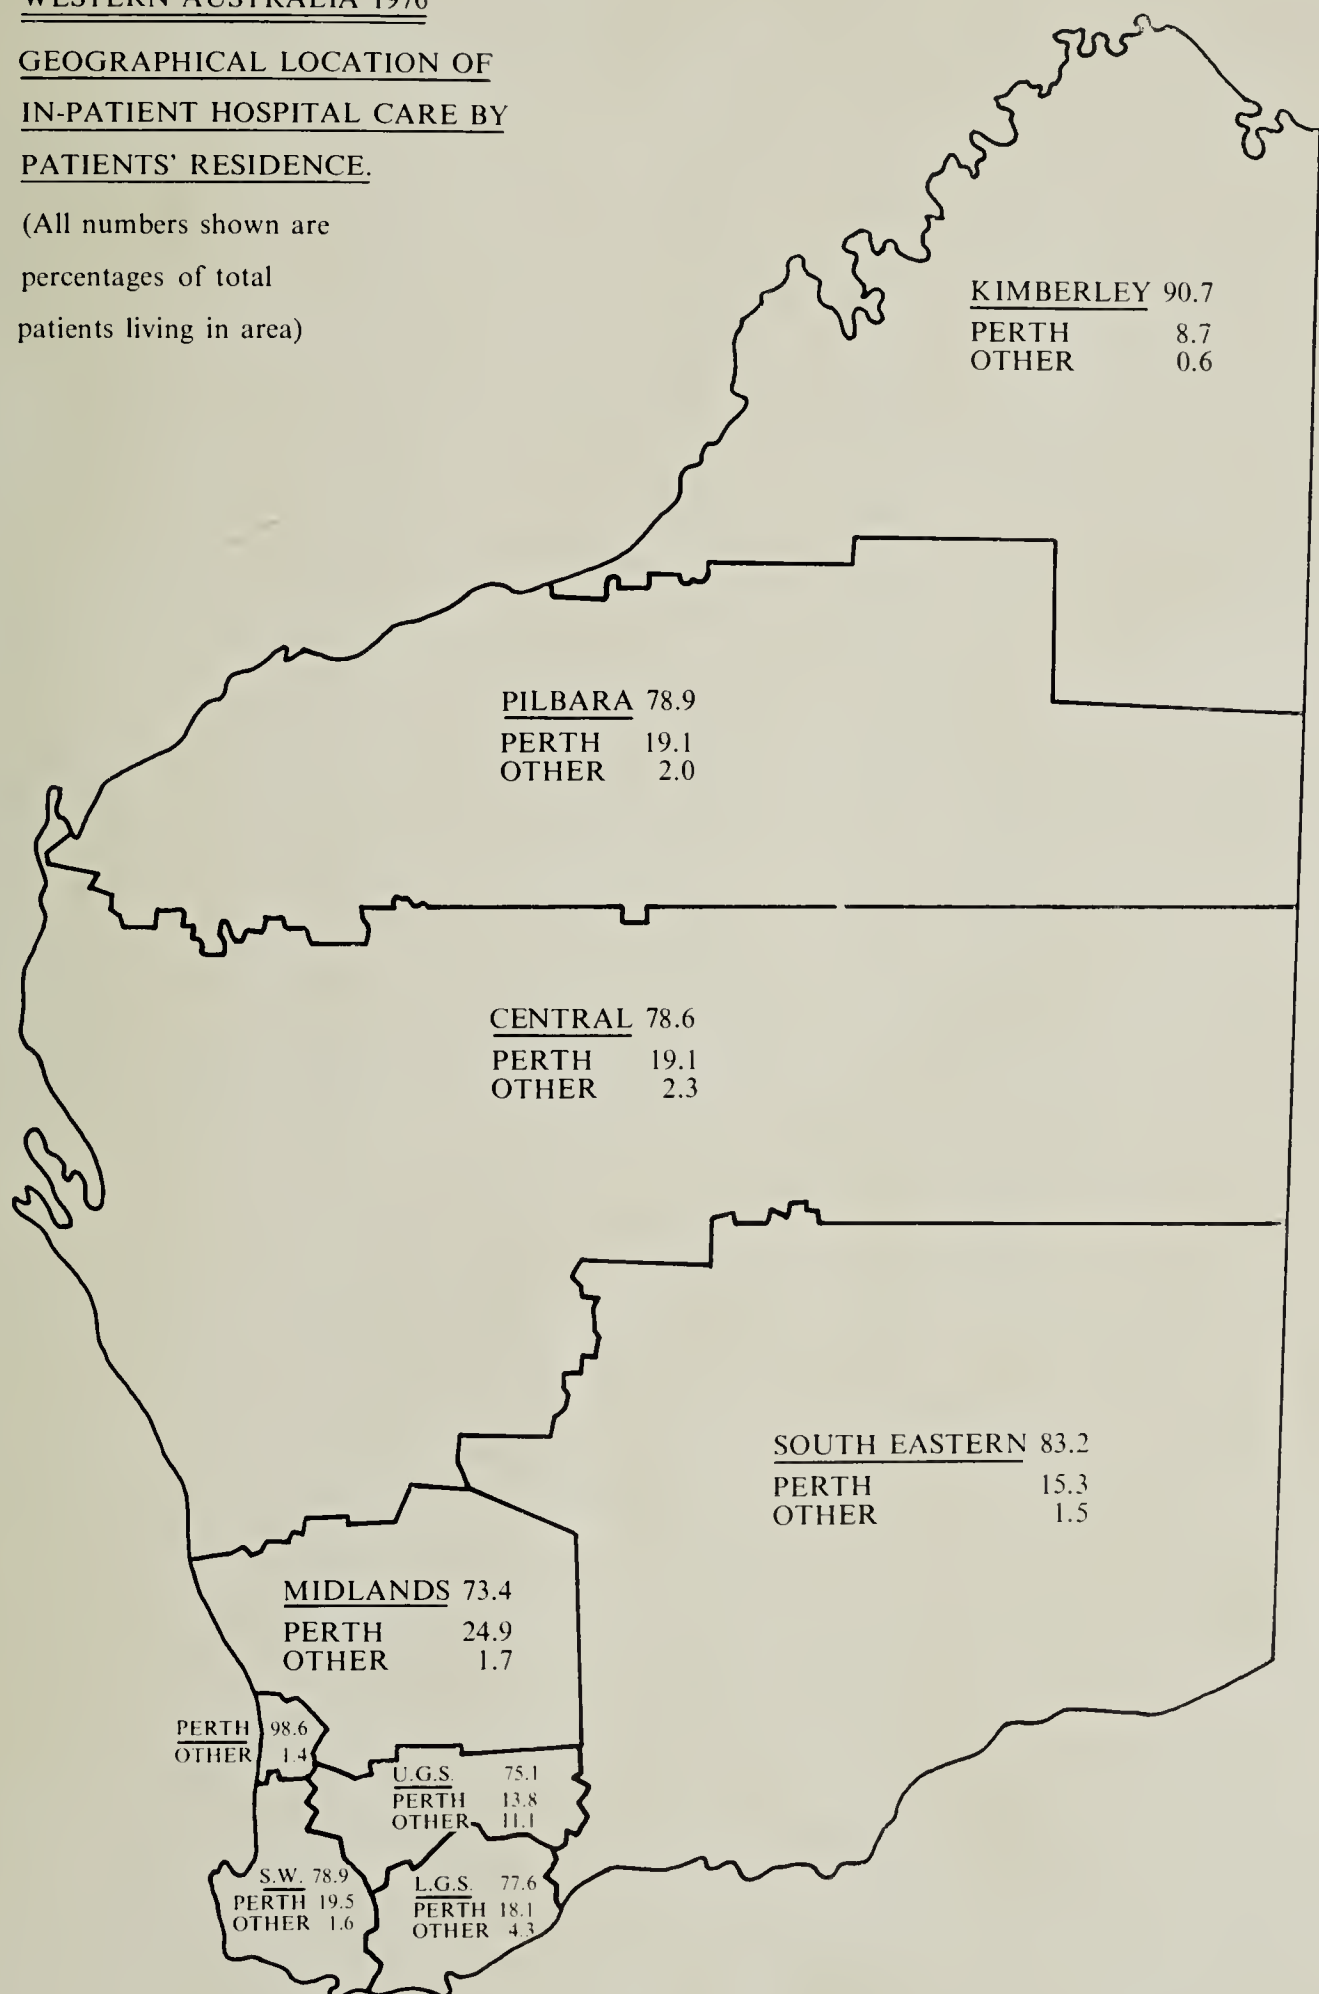 WESTERN AUSTRALIA 1976
GEOGRAPHICAL LOCATION OF
IN-PATIENT HOSPITAL CARE BY
PATIENTS' RESIDENCE.
(All numbers shown are
percentages of total
patients living in area)
KIMBERLEY 90.7
PERTH 8.7
OTHER 0.6
PILBARA 78.9
PERTH 19.1
OTHER 2.0
CENTRAL 78.6
PERTH 19.1
OTHER 2.3
SOUTH EASTERN 83.2
PERTH 15.3
OTHER 1.5
MIDLANDS 73.4
PERTH 24.9
OTHER 1.7
PERTH 98.6
OTHER 1.4
U.G.S. 75.1
PERTH 13.8
OTHER 11.1
S.W. 78.9
PERTH 19.5
OTHER 1.6
L.G.S. 77.6
PERTH 18.1
OTHER 4.3